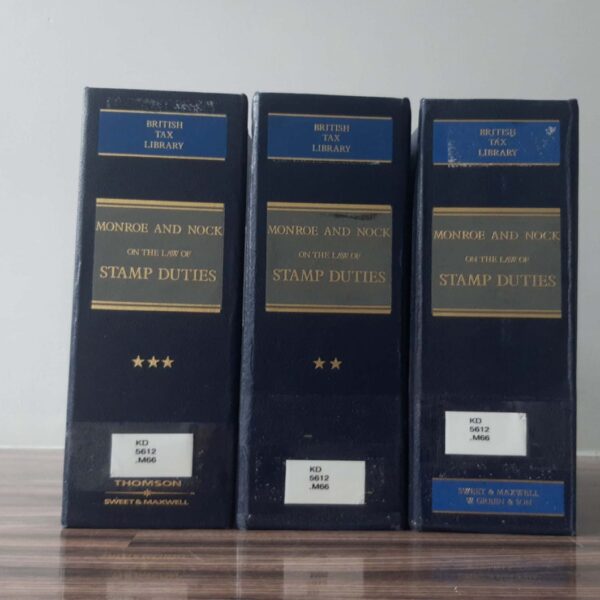 BRITISH
TAX
LIBRARY
MONROE AND NOCK
ON THE LAW OF
STAMP DUTIES
KD
5612
.M66
THOMSON
SWEET & MAXWELL
BRITISH
TAX
LIBRARY
MONROE AND NOCK
ON THE LAW OF
STAMP DUTIES
KD
5612
.M66
BRITISH
TAX
LIBRARY
MONROE AND NOCK
ON THE LAW OF
STAMP DUTIES
KD
5612
.M66
SWEET & MAXWELL
W. GREEN & SON